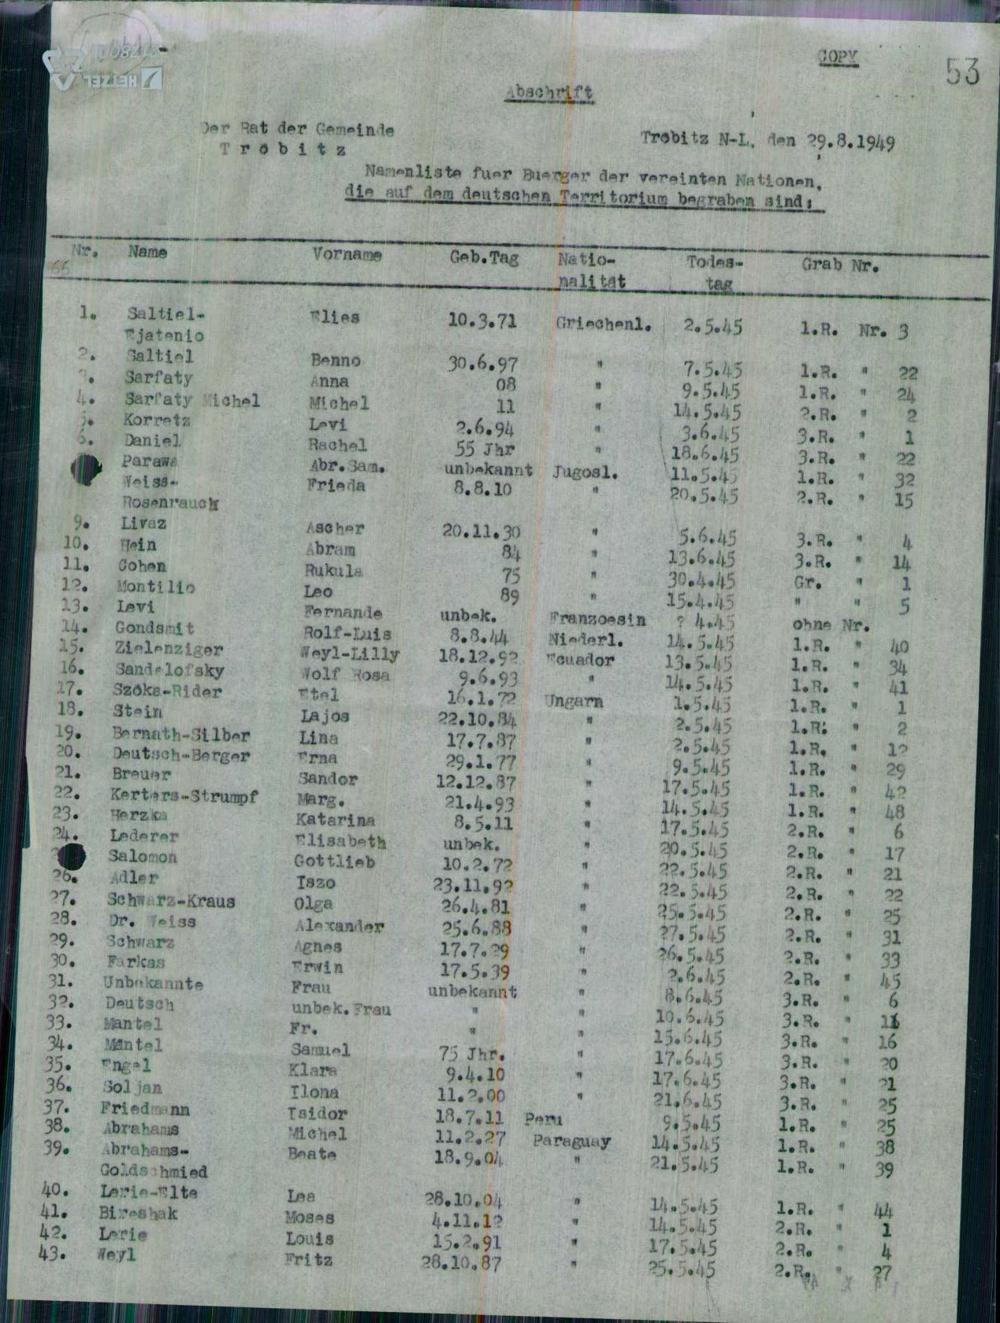 COPY
53
HELZEL
Abschrift
Der Rat der Gemeinde
Tröbitz N-L, den 29.8.1949
T r ö b i t z
Namenliste fuer Buerger der vereinten Nationen,
die auf dem deutschen Territorium begraben sind:
Nr. Name Vorname Geb.Tag Natio- Todes- Grab Nr.
nalität tag
1. Saltiel- Elies 10.3.71 Griechenl. 2.5.45 1.R. Nr. 3
Ejatenio
2. Saltiel Benno 30.6.97 " 7.5.45 1.R. " 22
3. Sarfaty Anna 08 " 9.5.45 1.R. " 24
4. Sarfaty Michel Michel 11 " 14.5.45 2.R. " 2
5. Korretz Levi 2.6.94 " 3.6.45 3.R. " 1
6. Daniel Rachel 55 Jhr " 18.6.45 3.R. " 22
Parawa Abr.Sam. unbekannt Jugosl. 11.5.45 1.R. " 32
Weiss- Frieda 8.8.10 " 20.5.45 2.R. " 15
Rosenrauch
9. Livaz Ascher 20.11.30 " 5.6.45 3.R. " 4
10. Hein Abram 84 " 13.6.45 3.R. " 14
11. Cohen Rukula 75 " 30.4.45 Gr. " 1
12. Montilio Leo 89 15.4.45 " " 5
13. Levi Fernande unbek. Franzoesin ? 4.45 ohne Nr.
14. Gondsmit Rolf-Luis 8.8.44 Niederl. 14.5.45 1.R. " 40
15. Zielenziger Weyl-Lilly 18.12.92 Ecuador 13.5.45 1.R. " 34
16. Sandelofsky Wolf Rosa 9.6.93 " 14.5.45 1.R. " 41
17. Szöke-Rider Etel 16.1.72 Ungarn 1.5.45 1.R. " 1
18. Stein Lajos 22.10.84 " 2.5.45 1.R. " 2
19. Bernath-Silber Lina 17.7.87 " 2.5.45 1.R. " 12
20. Deutsch-Berger Erna 29.1.77 " 9.5.45 1.R. " 29
21. Breuer Sandor 12.12.87 " 17.5.45 1.R. " 42
22. Kerters-Strumpf Marg. 21.4.93 " 14.5.45 1.R. " 48
23. Herzka Katarina 8.5.11 " 17.5.45 2.R. " 6
24. Lederer Elisabeth unbek. " 20.5.45 2.R. " 17
Salomon Gottlieb 10.2.72 " 22.5.45 2.R. " 21
26. Adler Iszo 23.11.92 " 22.5.45 2.R. " 22
27. Schwarz-Kraus Olga 26.4.81 " 25.5.45 2.R. " 25
28. Dr. Weiss Alexander 25.6.88 " 27.5.45 2.R. " 31
29. Schwarz Agnes 17.7.29 " 26.5.45 2.R. " 33
30. Farkas Erwin 17.5.39 " 2.6.45 2.R. " 45
31. Unbekannte Frau unbekannt " 8.6.45 3.R. " 6
32. Deutsch unbek.Frau " " 10.6.45 3.R. " 11
33. Mantel Fr. " " 15.6.45 3.R. " 16
34. Mantel Samuel 75 Jhr. " 17.6.45 3.R. " 20
35. Engel Klara 9.4.10 " 17.6.45 3.R. " 21
36. Soljan Ilona 11.2.00 " 21.6.45 3.R. " 25
37. Friedmann Isidor 18.7.11 Peru 9.5.45 1.R. " 25
38. Abrahams Michel 11.2.27 Paraguay 14.5.45 1.R. " 38
39. Abrahams- Beate 18.9.04 " 21.5.45 1.R. " 39
Goldschmied
40. Lerie-Elte Lea 28.10.04 " 14.5.45 1.R. " 44
41. Bireshak Moses 4.11.12 " 14.5.45 2.R. " 1
42. Lerie Louis 15.2.91 " 17.5.45 2.R. " 4
43. Weyl Fritz 28.10.87 " 25.5.45 2.R. " 27